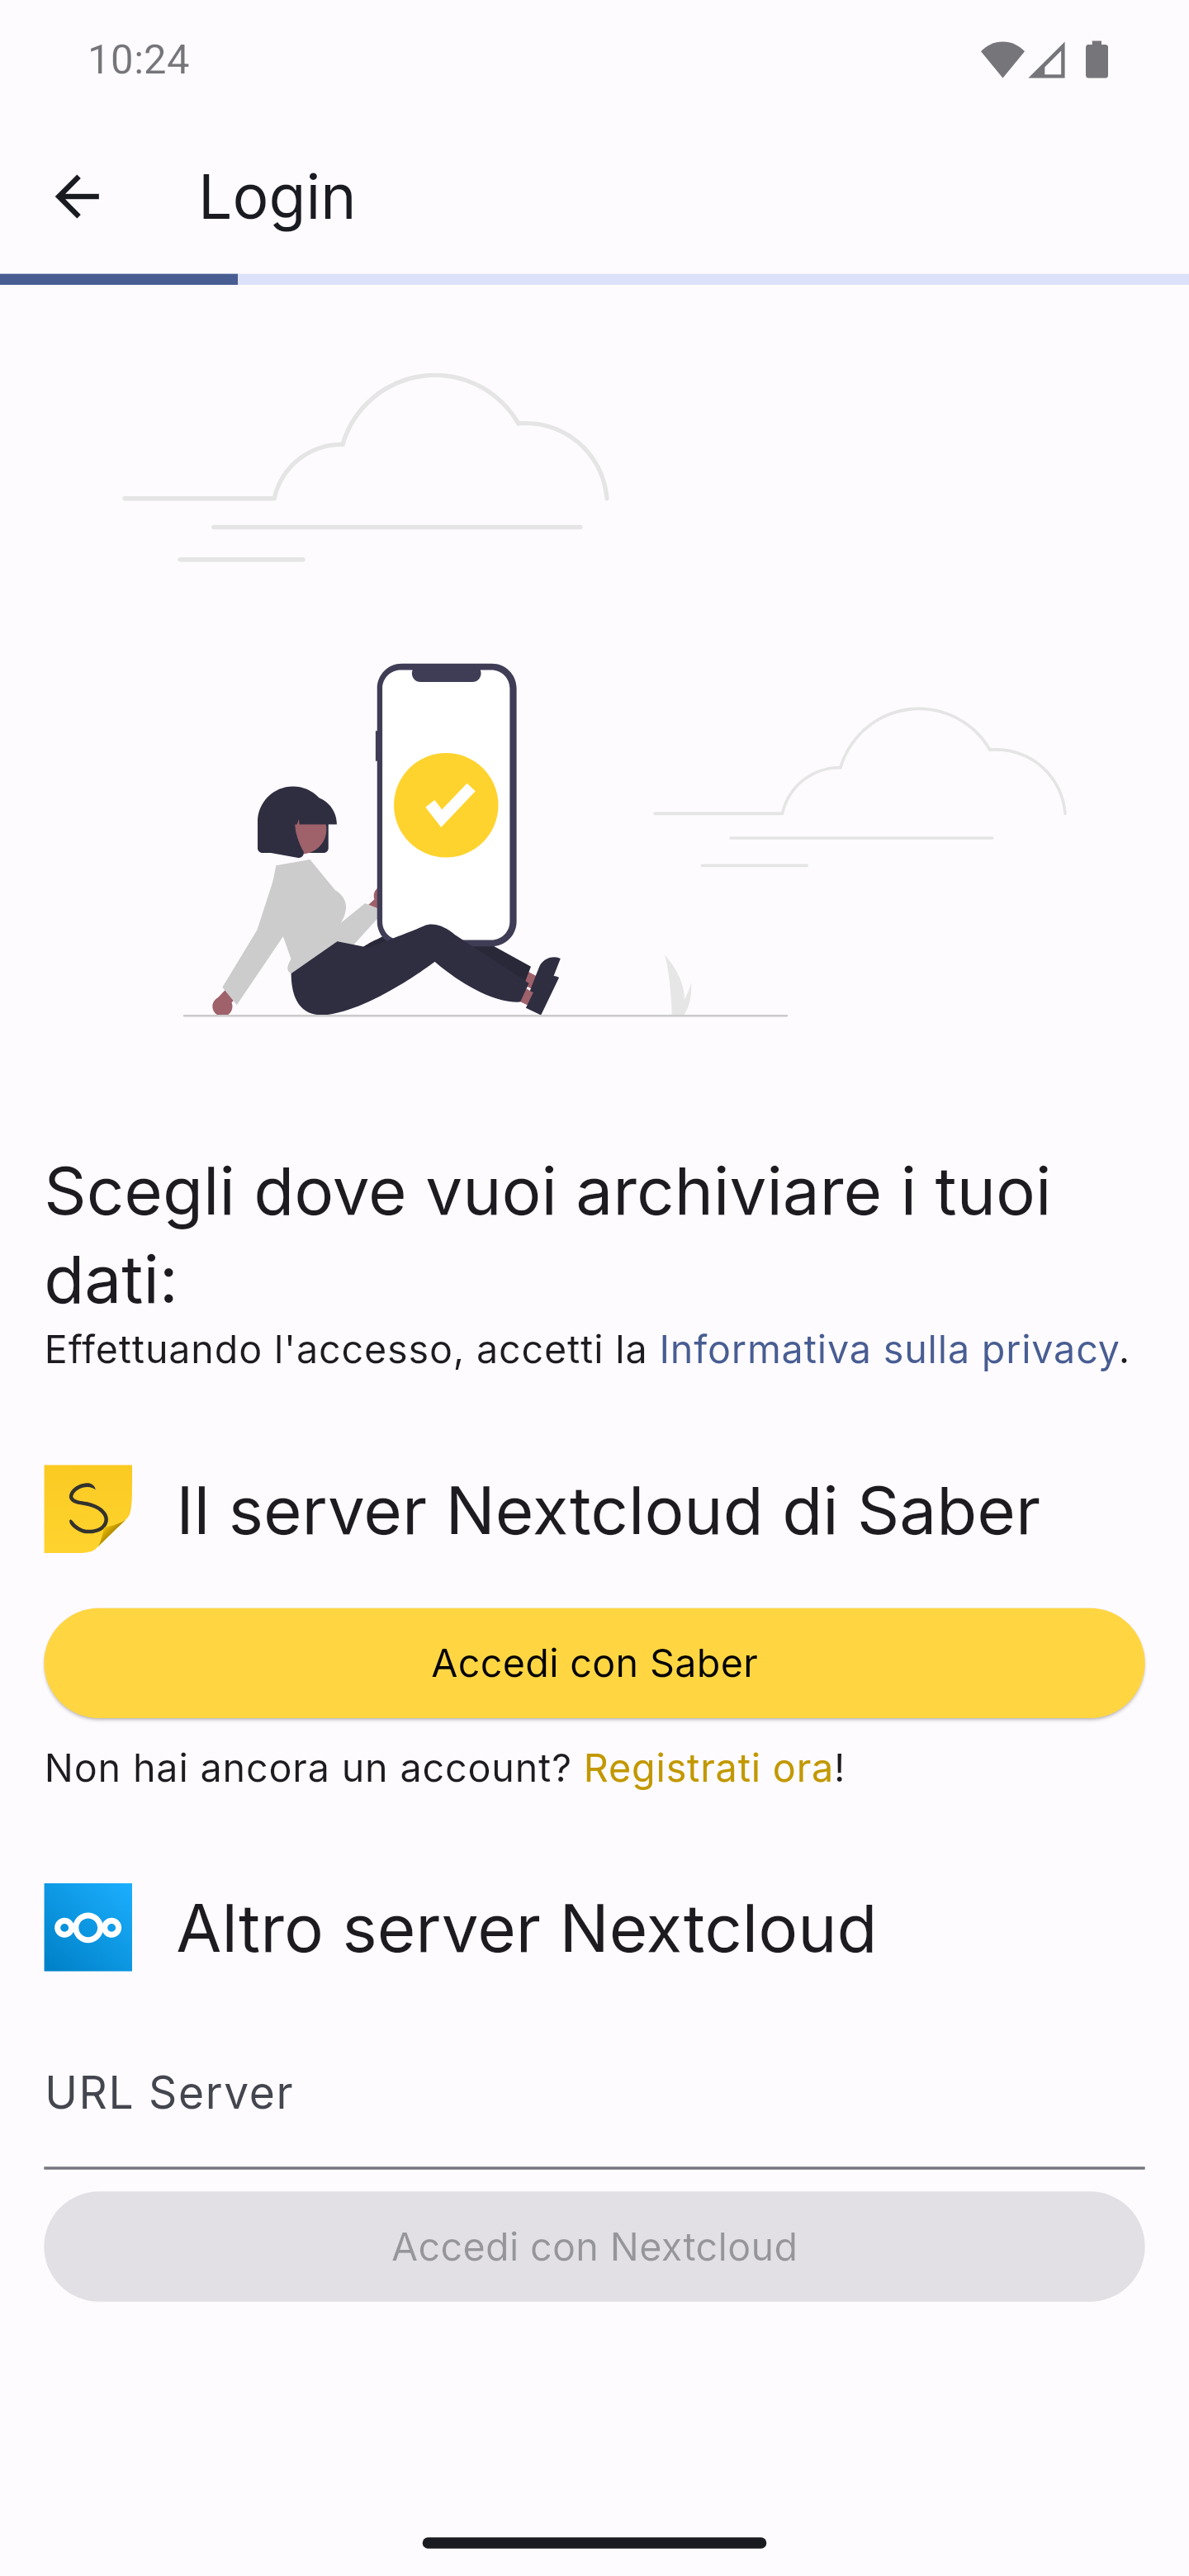 10:24
Login
Scegli dove vuoi archiviare i tuoi
dati:
Effettuando l'accesso, accetti la Informativa sulla privacy.
S
Il server Nextcloud di Saber
Accedi con Saber
Non hai ancora un account? Registrati ora!
Altro server Nextcloud
URL Server
Accedi con Nextcloud